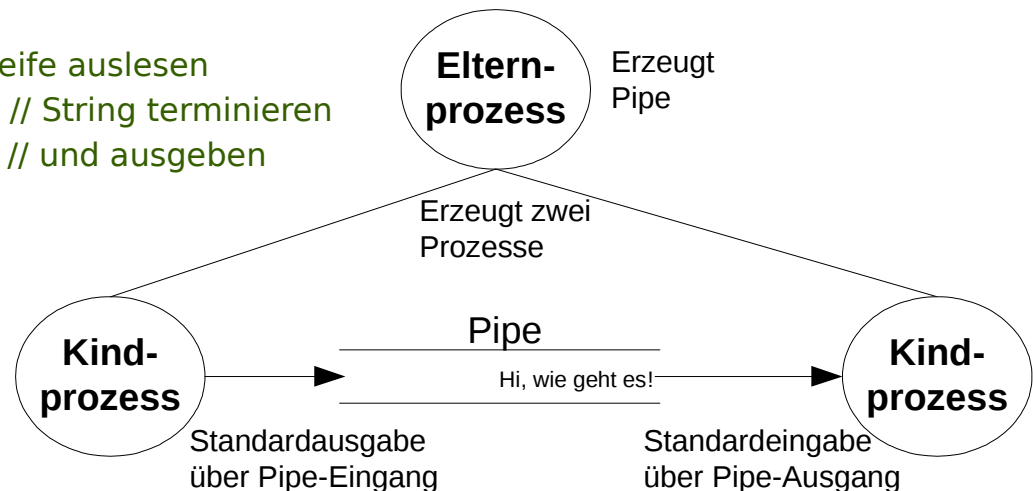 eife auslesen
// String terminieren
// und ausgeben
Eltern-
prozess
Erzeugt
Pipe
Erzeugt zwei
Prozesse
Kind-
prozess
Pipe
Hi, wie geht es!
Kind-
prozess
Standardausgabe
über Pipe-Eingang
Standardeingabe
über Pipe-Ausgang